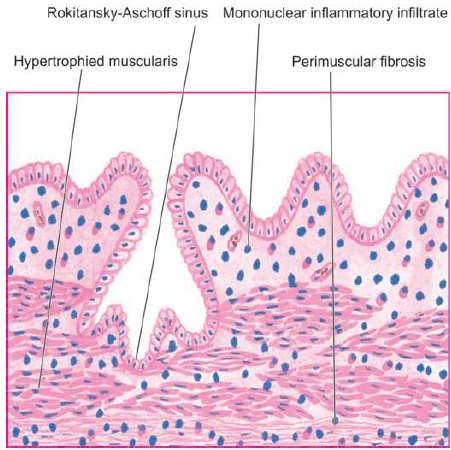 Rokitansky-Aschoff sinus
Mononuclear inflammatory infiltrate
Hypertrophied muscularis
Perimuscular fibrosis